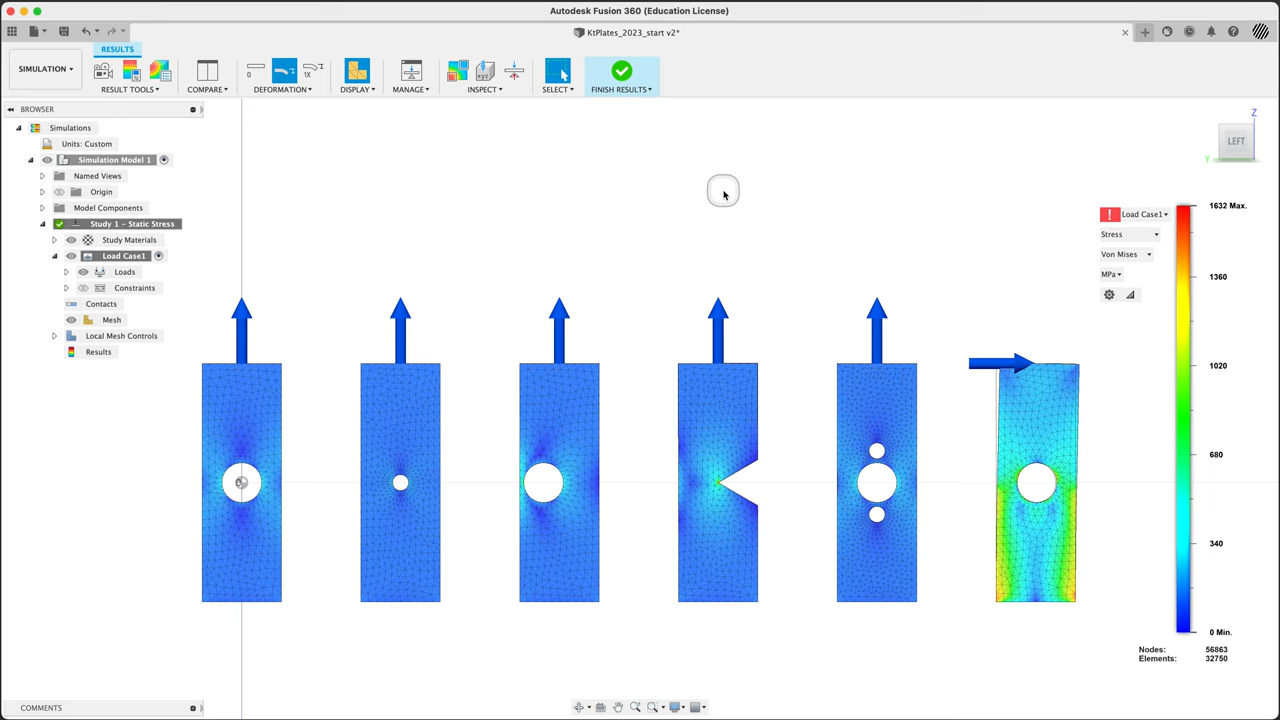 Autodesk Fusion 360 (Education License)
KtPlates_2023_start v2*
RESULTS
SIMULATION
RESULT TOOLS
COMPARE
DEFORMATION
1X
DISPLAY
MANAGE
INSPECT
SELECT
FINISH RESULTS
BROWSER
Simulations
Units: Custom
Simulation Model 1
Named Views
Origin
Model Components
Study 1 - Static Stress
Study Materials
Load Case1
Loads
Constraints
Contacts
Mesh
Local Mesh Controls
Results
Z
LEFT
Y
Load Case1
Stress
Von Mises
MPa
1632 Max.
1360
1020
680
340
0 Min.
Nodes: 56863
Elements: 32750
COMMENTS